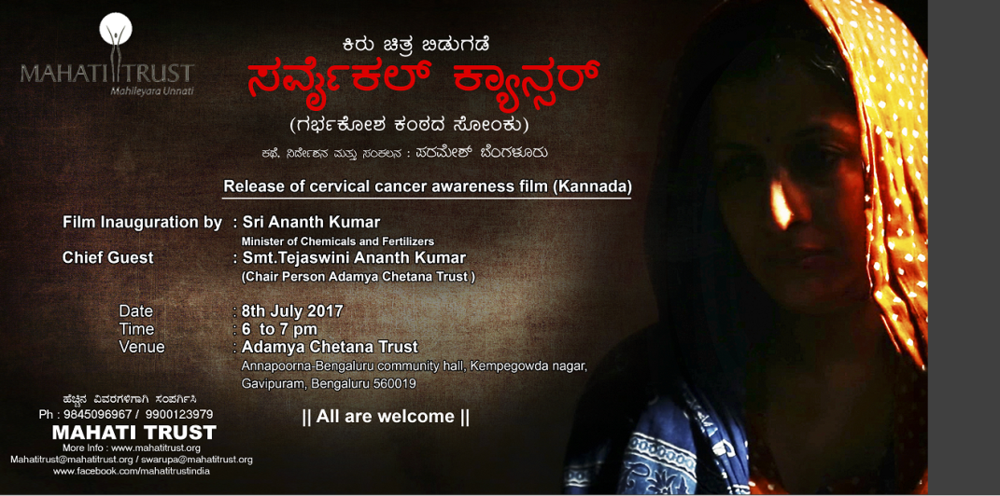 MAHATI TRUST
Mahileyara Unnati
ಕಿರು ಚಿತ್ರ ಬಿಡುಗಡೆ
ಸರ್ವೈಕಲ್ ಕ್ಯಾನ್ಸರ್
(ಗರ್ಭಕೋಶ ಕಂಠದ ಸೋಂಕು)
ಕಥೆ, ನಿರ್ದೇಶನ ಮತ್ತು ಸಂಕಲನ : ಪರಮೇಶ್ ಬೆಂಗಳೂರು
Release of cervical cancer awareness film (Kannada)
Film Inauguration by : Sri Ananth Kumar
Minister of Chemicals and Fertilizers
Chief Guest : Smt.Tejaswini Ananth Kumar
(Chair Person Adamya Chetana Trust )
Date : 8th July 2017
Time : 6 to 7 pm
Venue : Adamya Chetana Trust
Annapoorna-Bengaluru community hall, Kempegowda nagar,
Gavipuram, Bengaluru 560019
|| All are welcome ||
ಹೆಚ್ಚಿನ ವಿವರಗಳಿಗಾಗಿ ಸಂಪರ್ಗಿಸಿ
Ph : 9845096967 / 9900123979
MAHATI TRUST
More Info : www.mahatitrust.org
Mahatitrust@mahatitrust.org / swarupa@mahatitrust.org
www.facebook.com/mahatitrustindia